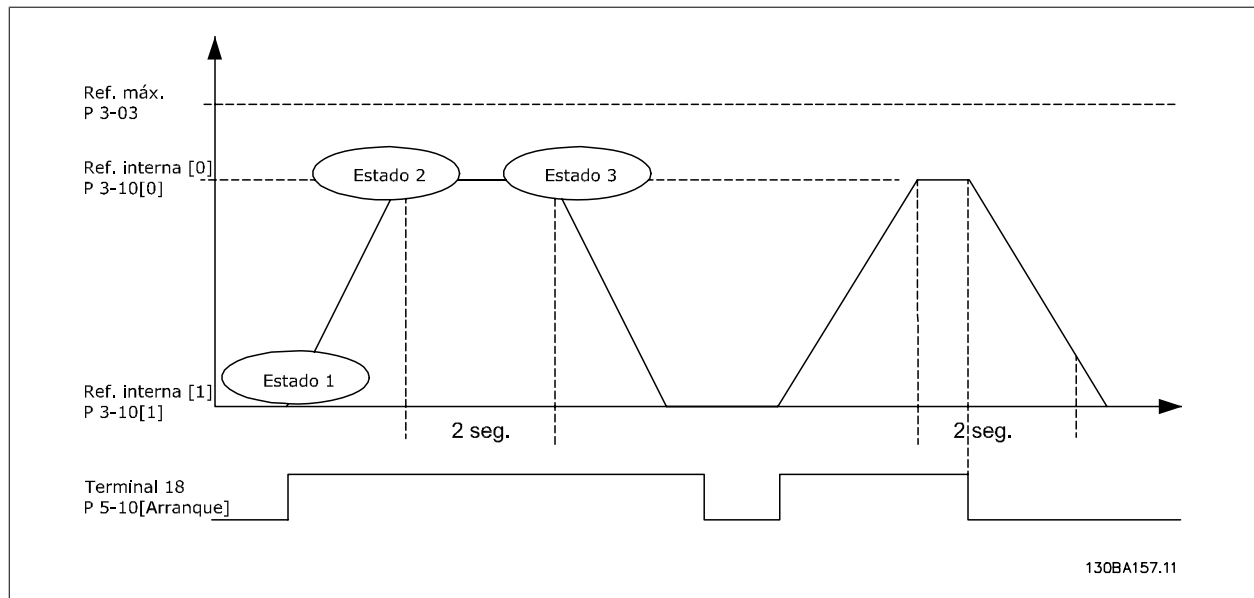 Ref. máx.
P 3-03
Ref. interna [0]
P 3-10[0]
Estado 2
Estado 3
Estado 1
Ref. interna [1]
P 3-10[1]
2 seg.
2 seg.
Terminal 18
P 5-10[Arranque]
130BA157.11